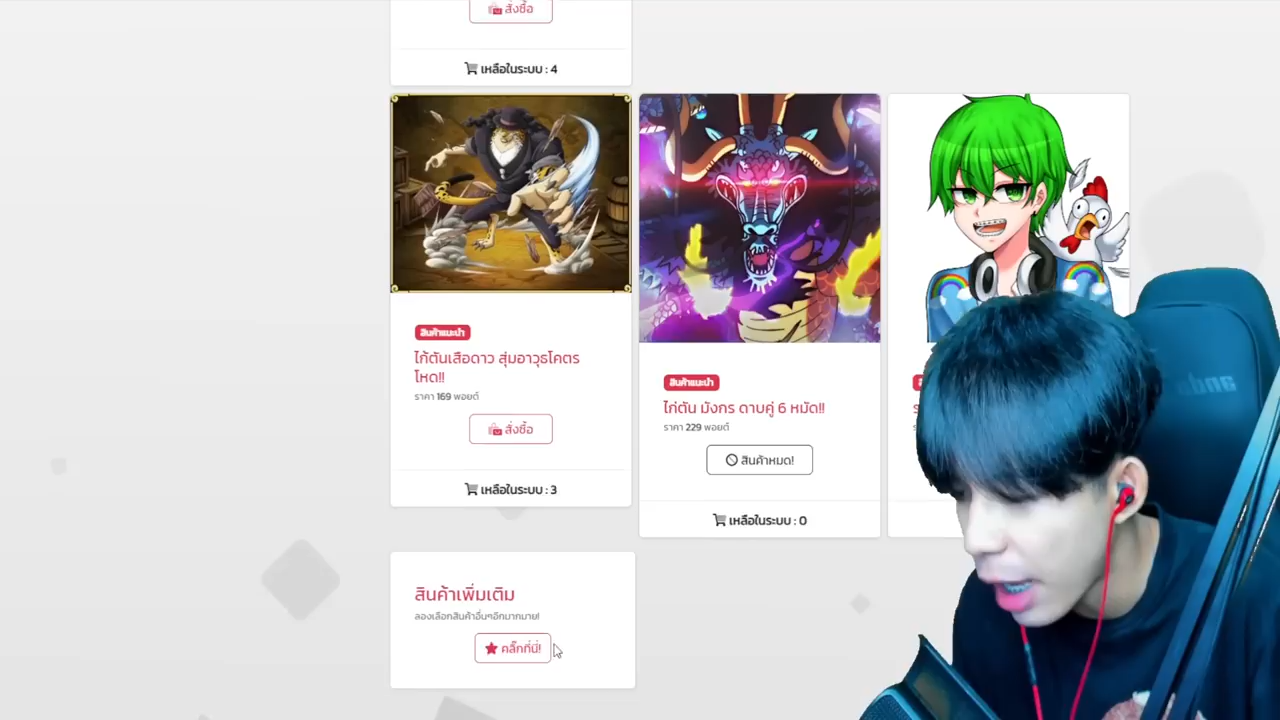 สั่งซื้อ
เหลือในระบบ : 4
สินค้าแนะนำ
ไก้ตันเสือดาว สุ่มอาวุธโคตร
โหด!!
ราคา 169 พอยต์
สั่งซื้อ
เหลือในระบบ : 3
สินค้าแนะนำ
ไก่ตัน มังกร ดาบคู่ 6 หมัด!!
ราคา 229 พอยต์
สินค้าหมด!
เหลือในระบบ : 0
สินค้าเพิ่มเติม
ลองเลือกสินค้าอื่นๆอีกมากมาย!
คลิ๊กที่นี่!